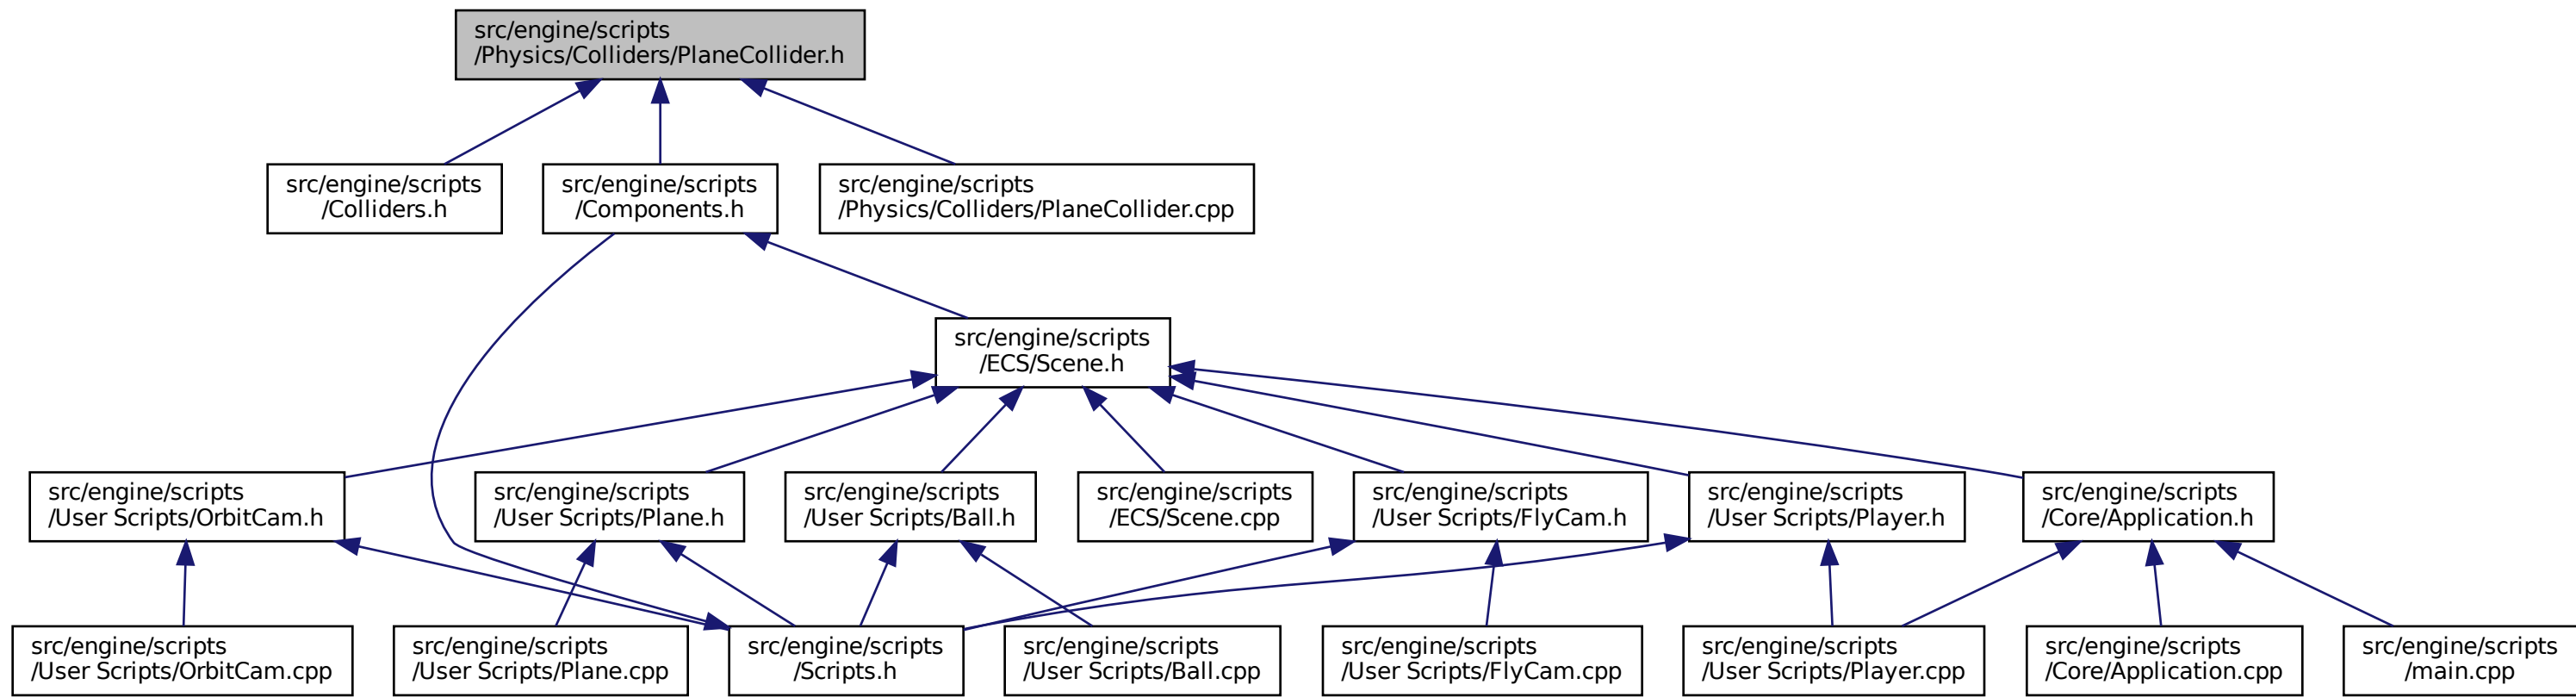 src/engine/scripts
/Physics/Colliders/PlaneCollider.h
src/engine/scripts
/Colliders.h
src/engine/scripts
/Components.h
src/engine/scripts
/Physics/Colliders/PlaneCollider.cpp
src/engine/scripts
/ECS/Scene.h
src/engine/scripts
/User Scripts/OrbitCam.h
src/engine/scripts
/User Scripts/Plane.h
src/engine/scripts
/User Scripts/Ball.h
src/engine/scripts
/ECS/Scene.cpp
src/engine/scripts
/User Scripts/FlyCam.h
src/engine/scripts
/User Scripts/Player.h
src/engine/scripts
/Core/Application.h
src/engine/scripts
/User Scripts/OrbitCam.cpp
src/engine/scripts
/User Scripts/Plane.cpp
src/engine/scripts
/Scripts.h
src/engine/scripts
/User Scripts/Ball.cpp
src/engine/scripts
/User Scripts/FlyCam.cpp
src/engine/scripts
/User Scripts/Player.cpp
src/engine/scripts
/Core/Application.cpp
src/engine/scripts
/main.cpp